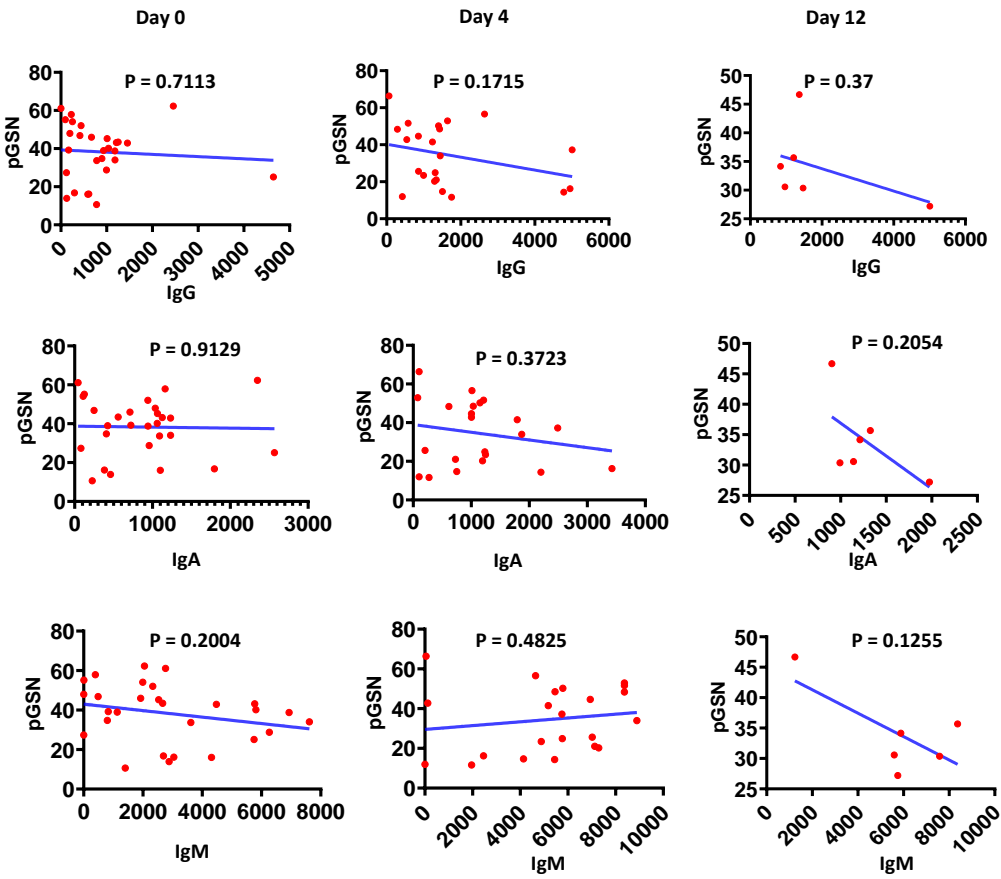 Day 0 Day 4 Day 12
P = 0.7113 P = 0.1715 P = 0.37
pGSN
80
60
40
20
0
0 1000 2000 3000 4000 5000
IgG
pGSN
80
60
40
20
0
0 2000 4000 6000
IgG
pGSN
50
45
40
35
30
25
0 2000 4000 6000
IgG
P = 0.9129 P = 0.3723 P = 0.2054
pGSN
80
60
40
20
0
0 1000 2000 3000
IgA
pGSN
80
60
40
20
0
0 1000 2000 3000 4000
IgA
pGSN
50
45
40
35
30
25
0 500 1000 1500 2000 2500
IgA
P = 0.2004 P = 0.4825 P = 0.1255
pGSN
80
60
40
20
0
0 2000 4000 6000 8000
IgM
pGSN
80
60
40
20
0
0 2000 4000 6000 8000 10000
IgM
pGSN
50
45
40
35
30
25
0 2000 4000 6000 8000 10000
IgM